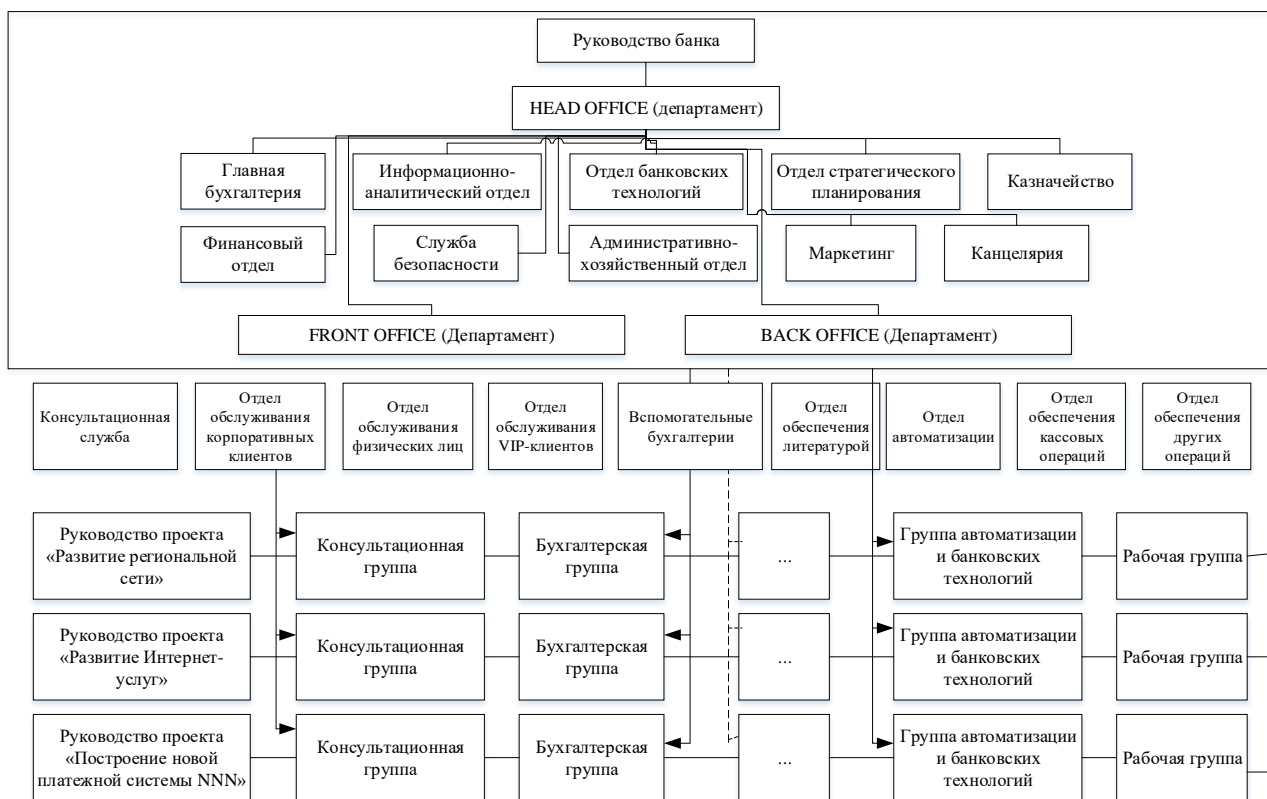 Руководство банка
HEAD OFFICE (департамент)
Главная
бухгалтерия
Информационно-
аналитический отдел
Отдел банковских
технологий
Отдел стратегического
планирования
Казначейство
Финансовый
отдел
Служба
безопасности
Административно-
хозяйственный отдел
Маркетинг
Канцелярия
FRONT OFFICE (Департамент)
BACK OFFICE (Департамент)
Консультационная
служба
Отдел
обслуживания
корпоративных
клиентов
Отдел
обслуживания
физических лиц
Отдел
обслуживания
VIP-клиентов
Вспомогательные
бухгалтерии
Отдел
обеспечения
литературой
Отдел
автоматизации
Отдел
обеспечения
кассовых
операций
Отдел
обеспечения
других
операций
Руководство проекта
«Развитие региональной
сети»
Консультационная
группа
Бухгалтерская
группа
...
Группа автоматизации
и банковских
технологий
Рабочая группа
Руководство проекта
«Развитие Интернет-
услуг»
Консультационная
группа
Бухгалтерская
группа
...
Группа автоматизации
и банковских
технологий
Рабочая группа
Руководство проекта
«Построение новой
платежной системы NNN»
Консультационная
группа
Бухгалтерская
группа
...
Группа автоматизации
и банковских
технологий
Рабочая группа